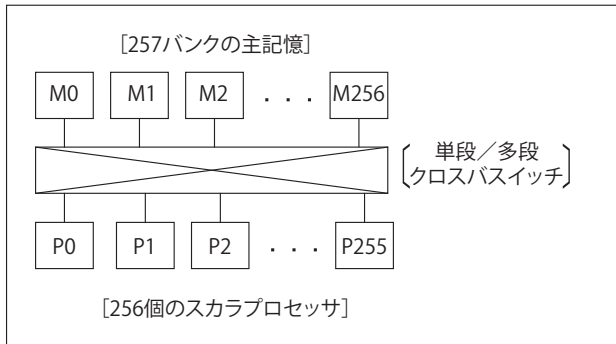 [257バンクの主記憶]
M0 M1 M2 . . . M256
単段／多段
クロスバスイッチ
P0 P1 P2 . . . P255
[256個のスカラプロセッサ]